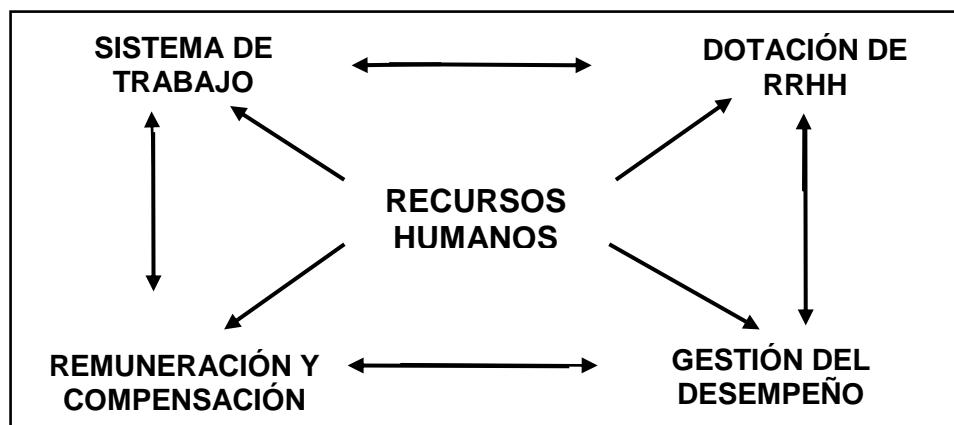 SISTEMA DE
TRABAJO
DOTACIÓN DE
RRHH
RECURSOS
HUMANOS
REMUNERACIÓN Y
COMPENSACIÓN
GESTIÓN DEL
DESEMPEÑO